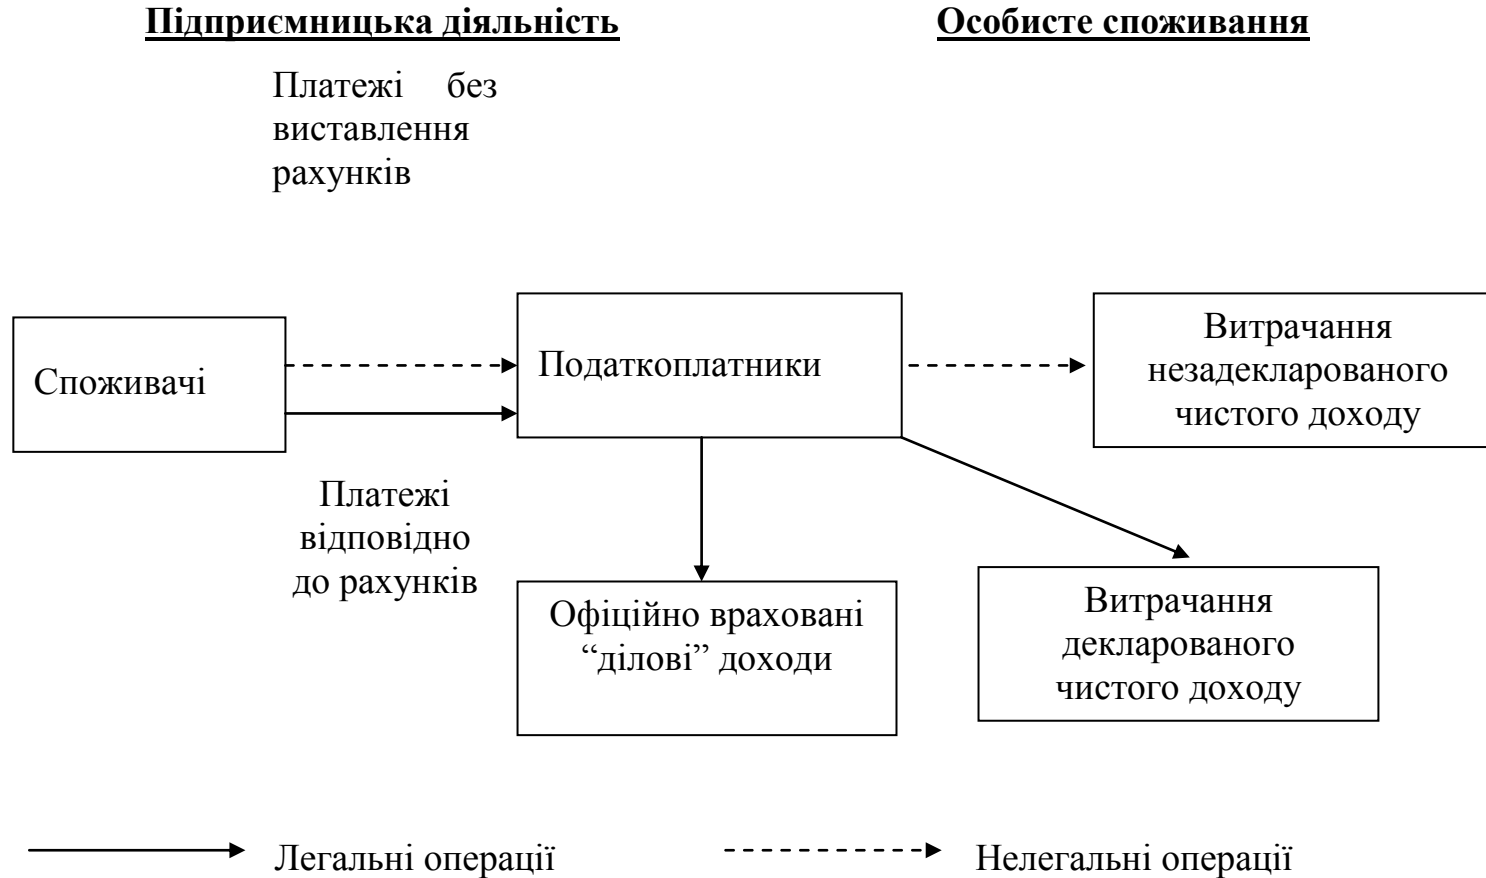 Підприємницька діяльність
Особисте споживання
Платежі без
виставлення
рахунків
Споживачі
Податкоплатники
Витрачання
незадекларованого
чистого доходу
Платежі
відповідно
до рахунків
Офіційно враховані
“ділові” доходи
Витрачання
декларованого
чистого доходу
Легальні операції
Нелегальні операції